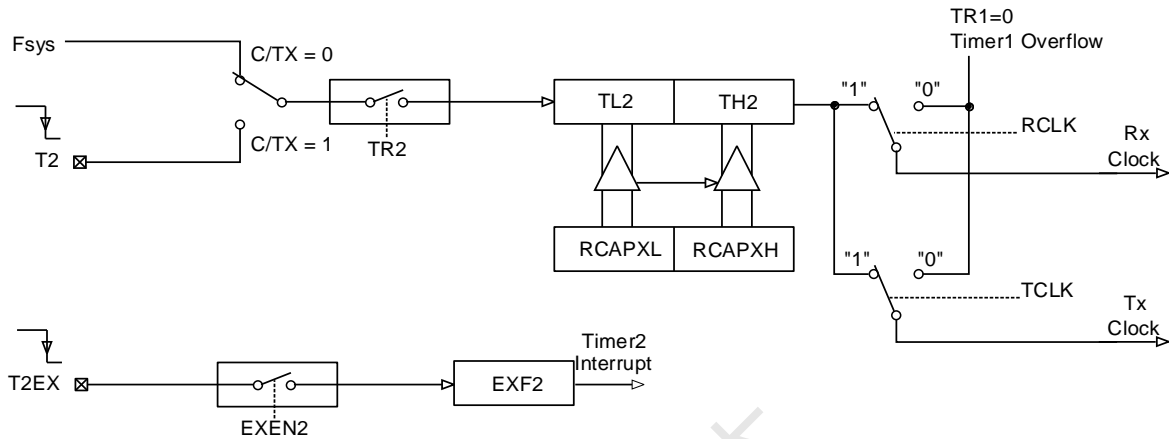 TR1=0
Timer1 Overflow
Fsys
C/TX = 0
"1"
"0"
TL2
TH2
RCLK
Rx
Clock
T2
C/TX = 1
TR2
RCAPXL
RCAPXH
"1"
"0"
TCLK
Tx
Clock
Timer2
Interrupt
T2EX
EXF2
EXEN2